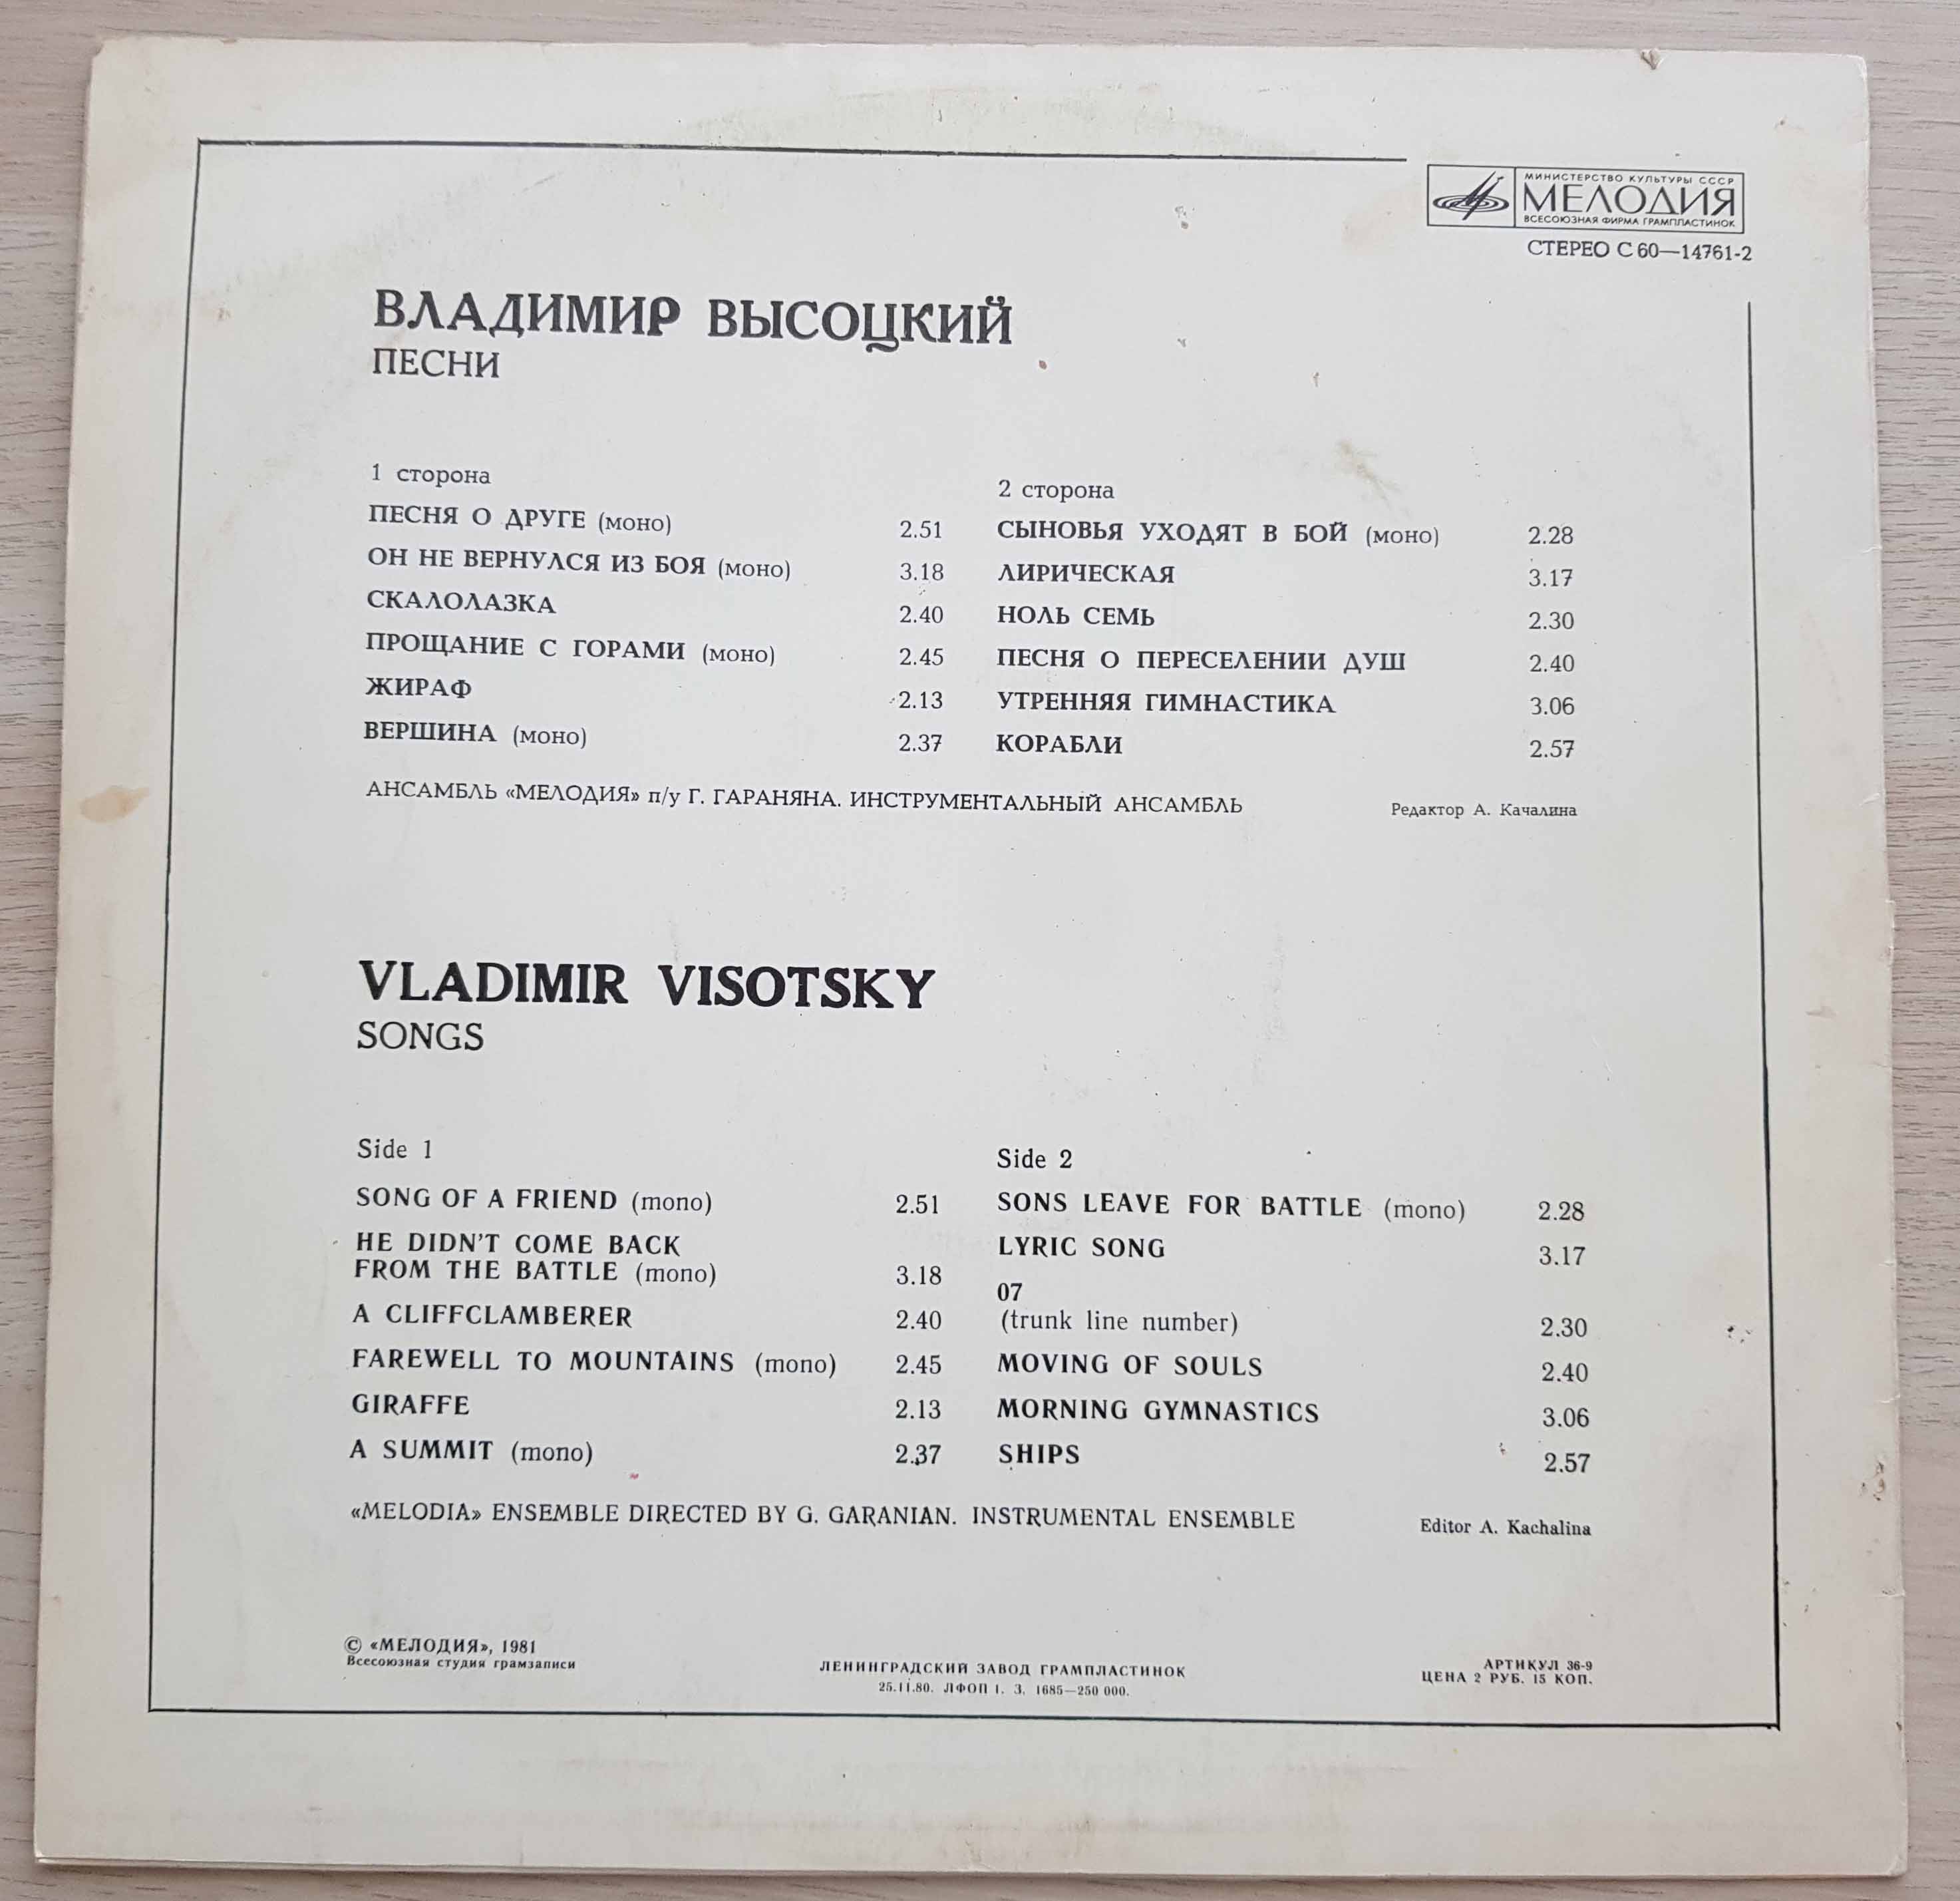 МИНИСТЕРСТВО КУЛЬТУРЫ СССР
МЕЛОДИЯ
ВСЕСОЮЗНАЯ ФИРМА ГРАМПЛАСТИНОК
СТЕРЕО С 60—14761-2
ВЛАДИМИР ВЫСОЦКИЙ
ПЕСНИ
1 сторона
ПЕСНЯ О ДРУГЕ (моно) 2.51
ОН НЕ ВЕРНУЛСЯ ИЗ БОЯ (моно) 3.18
СКАЛОЛАЗКА 2.40
ПРОЩАНИЕ С ГОРАМИ (моно) 2.45
ЖИРАФ 2.13
ВЕРШИНА (моно) 2.37
2 сторона
СЫНОВЬЯ УХОДЯТ В БОЙ (моно) 2.28
ЛИРИЧЕСКАЯ 3.17
НОЛЬ СЕМЬ 2.30
ПЕСНЯ О ПЕРЕСЕЛЕНИИ ДУШ 2.40
УТРЕННЯЯ ГИМНАСТИКА 3.06
КОРАБЛИ 2.57
АНСАМБЛЬ «МЕЛОДИЯ» п/у Г. ГАРАНЯНА. ИНСТРУМЕНТАЛЬНЫЙ АНСАМБЛЬ
Редактор А. Качалина
VLADIMIR VISOTSKY
SONGS
Side 1
SONG OF A FRIEND (mono) 2.51
HE DIDN'T COME BACK
FROM THE BATTLE (mono) 3.18
A CLIFFCLAMBERER 2.40
FAREWELL TO MOUNTAINS (mono) 2.45
GIRAFFE 2.13
A SUMMIT (mono) 2.37
Side 2
SONS LEAVE FOR BATTLE (mono) 2.28
LYRIC SONG 3.17
07
(trunk line number) 2.30
MOVING OF SOULS 2.40
MORNING GYMNASTICS 3.06
SHIPS 2.57
«MELODIA» ENSEMBLE DIRECTED BY G. GARANIAN. INSTRUMENTAL ENSEMBLE
Editor A. Kachalina
© «МЕЛОДИЯ», 1981
Всесоюзная студия грамзаписи
ЛЕНИНГРАДСКИЙ ЗАВОД ГРАМПЛАСТИНОК
25.11.80. ЛФОП 1. З. 1685—250 000.
АРТИКУЛ 36-9
ЦЕНА 2 РУБ. 15 КОП.